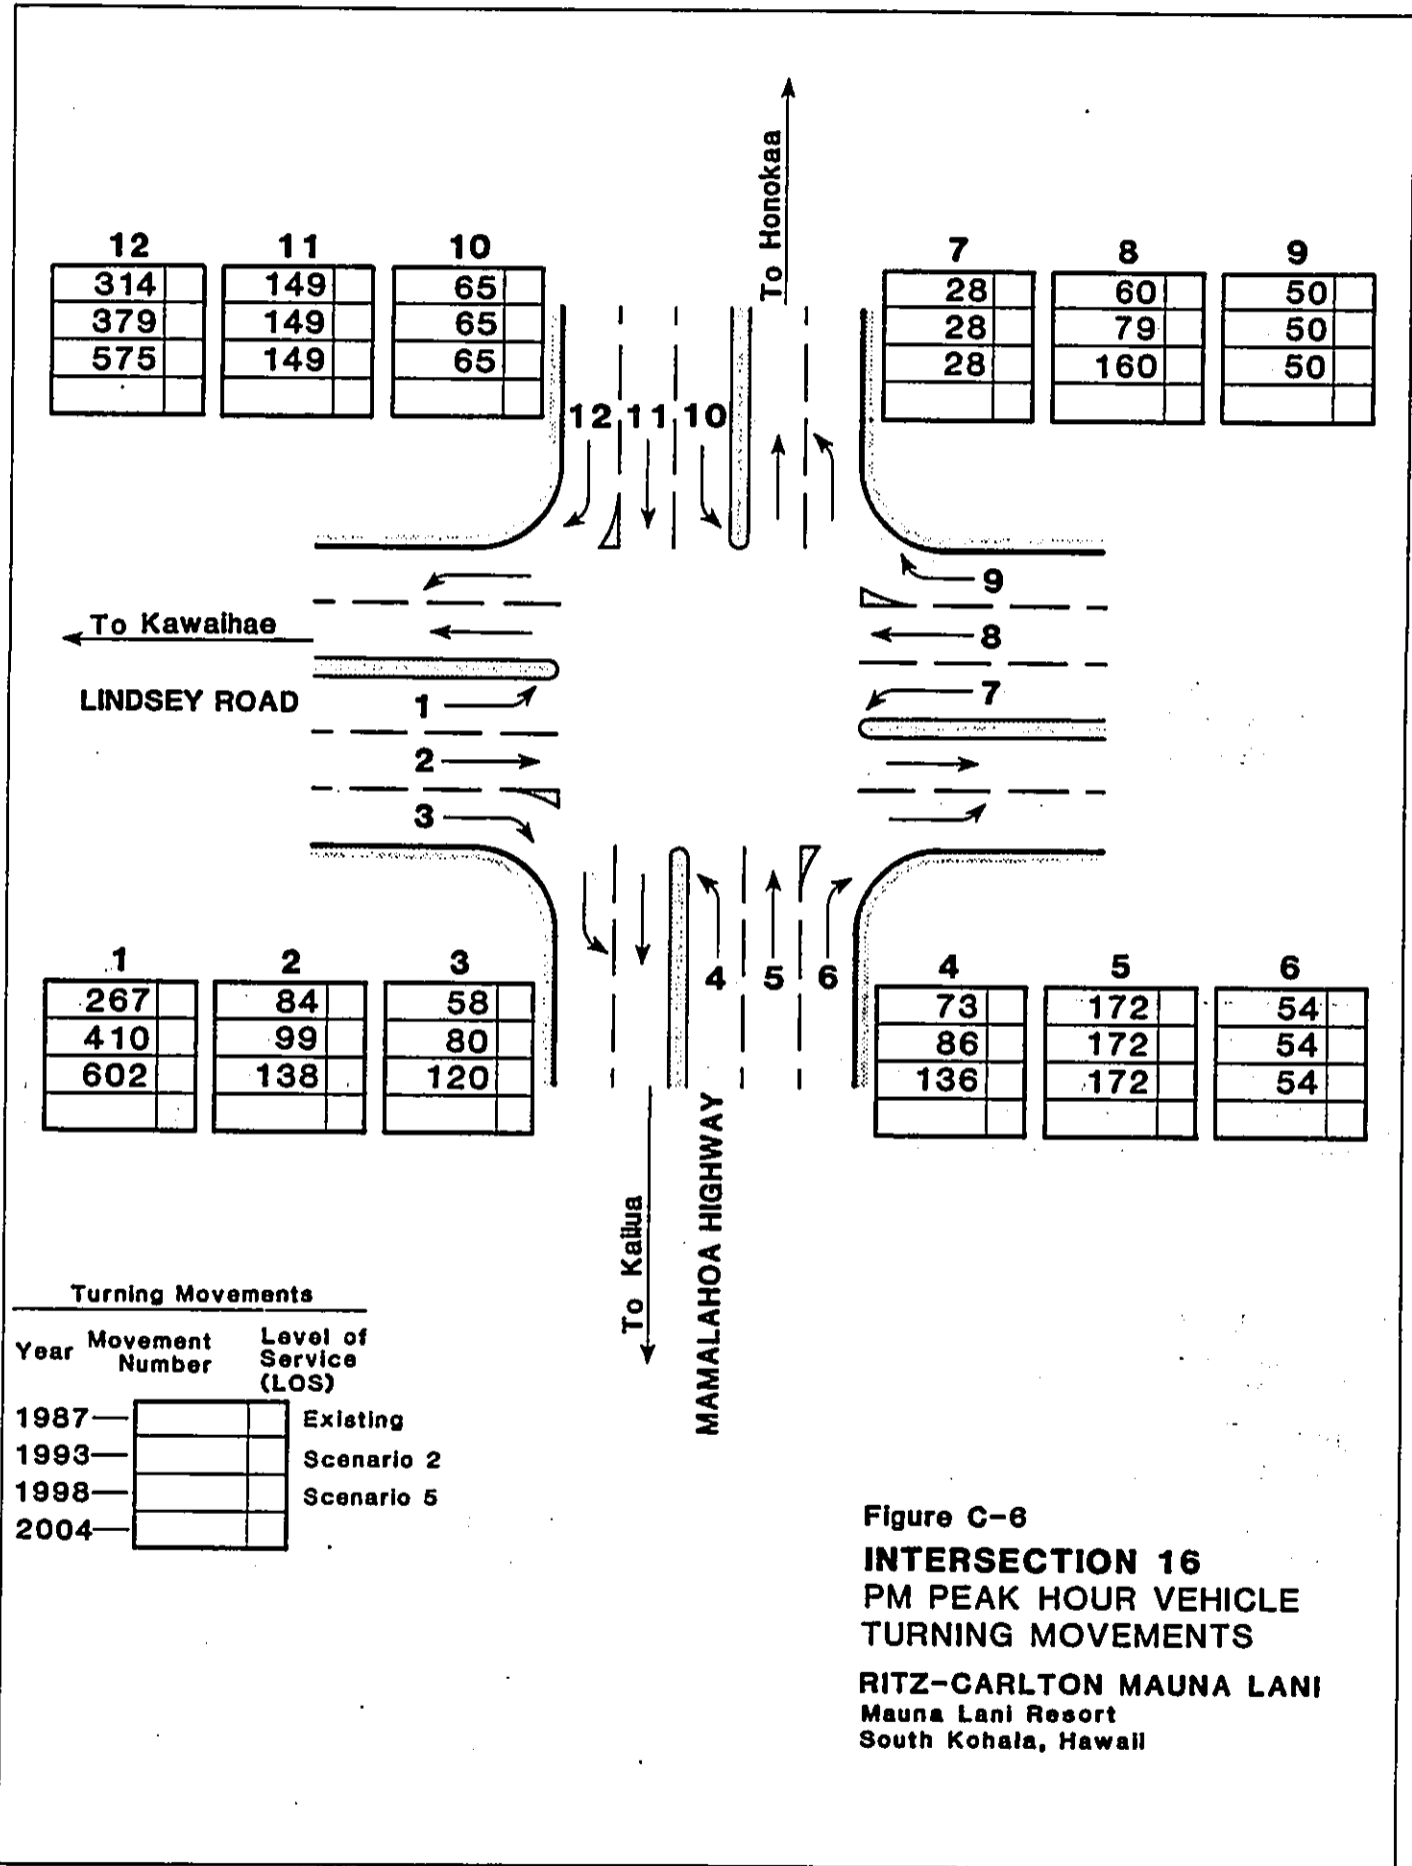 To Honokaa
12 11 10
314 149 65
379 149 65
575 149 65
7 8 9
28 60 50
28 79 50
28 160 50
12 11 10
9
8
7
To Kawaihae
LINDSEY ROAD
1
2
3
4 5 6
1 2 3
267 84 58
410 99 80
602 138 120
4 5 6
73 172 54
86 172 54
136 172 54
To Kailua
MAMALAHOA HIGHWAY
Turning Movements
Year Movement Number Level of Service (LOS)
1987 Existing
1993 Scenario 2
1998 Scenario 5
2004
Figure C-6
INTERSECTION 16
PM PEAK HOUR VEHICLE
TURNING MOVEMENTS
RITZ-CARLTON MAUNA LANI
Mauna Lani Resort
South Kohala, Hawaii